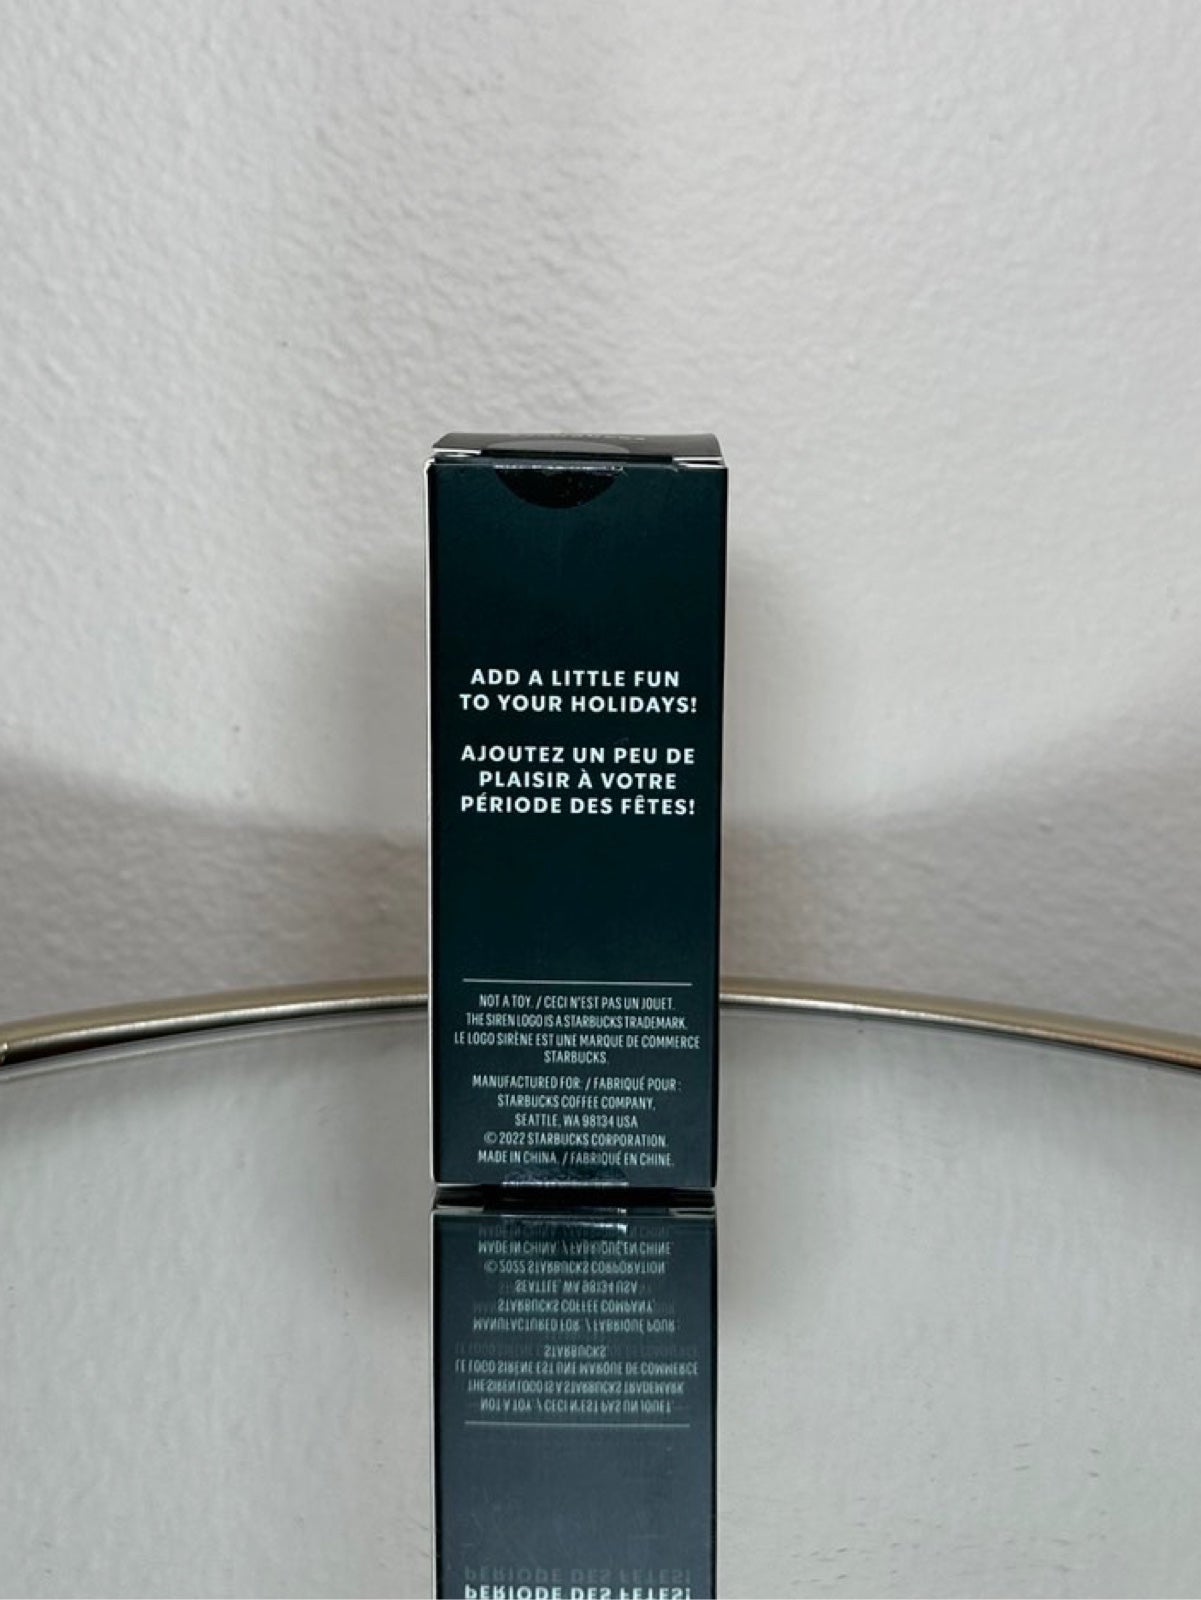 ADD A LITTLE FUN
TO YOUR HOLIDAYS!
AJOUTEZ UN PEU DE
PLAISIR À VOTRE
PÉRIODE DES FÊTES!
NOT A TOY. / CECI N'EST PAS UN JOUET.
THE SIREN LOGO IS A STARBUCKS TRADEMARK.
LE LOGO SIRÈNE EST UNE MARQUE DE COMMERCE
STARBUCKS.
MANUFACTURED FOR: / FABRIQUÉ POUR :
STARBUCKS COFFEE COMPANY,
SEATTLE, WA 98134 USA
© 2022 STARBUCKS CORPORATION.
MADE IN CHINA. / FABRIQUÉ EN CHINE.